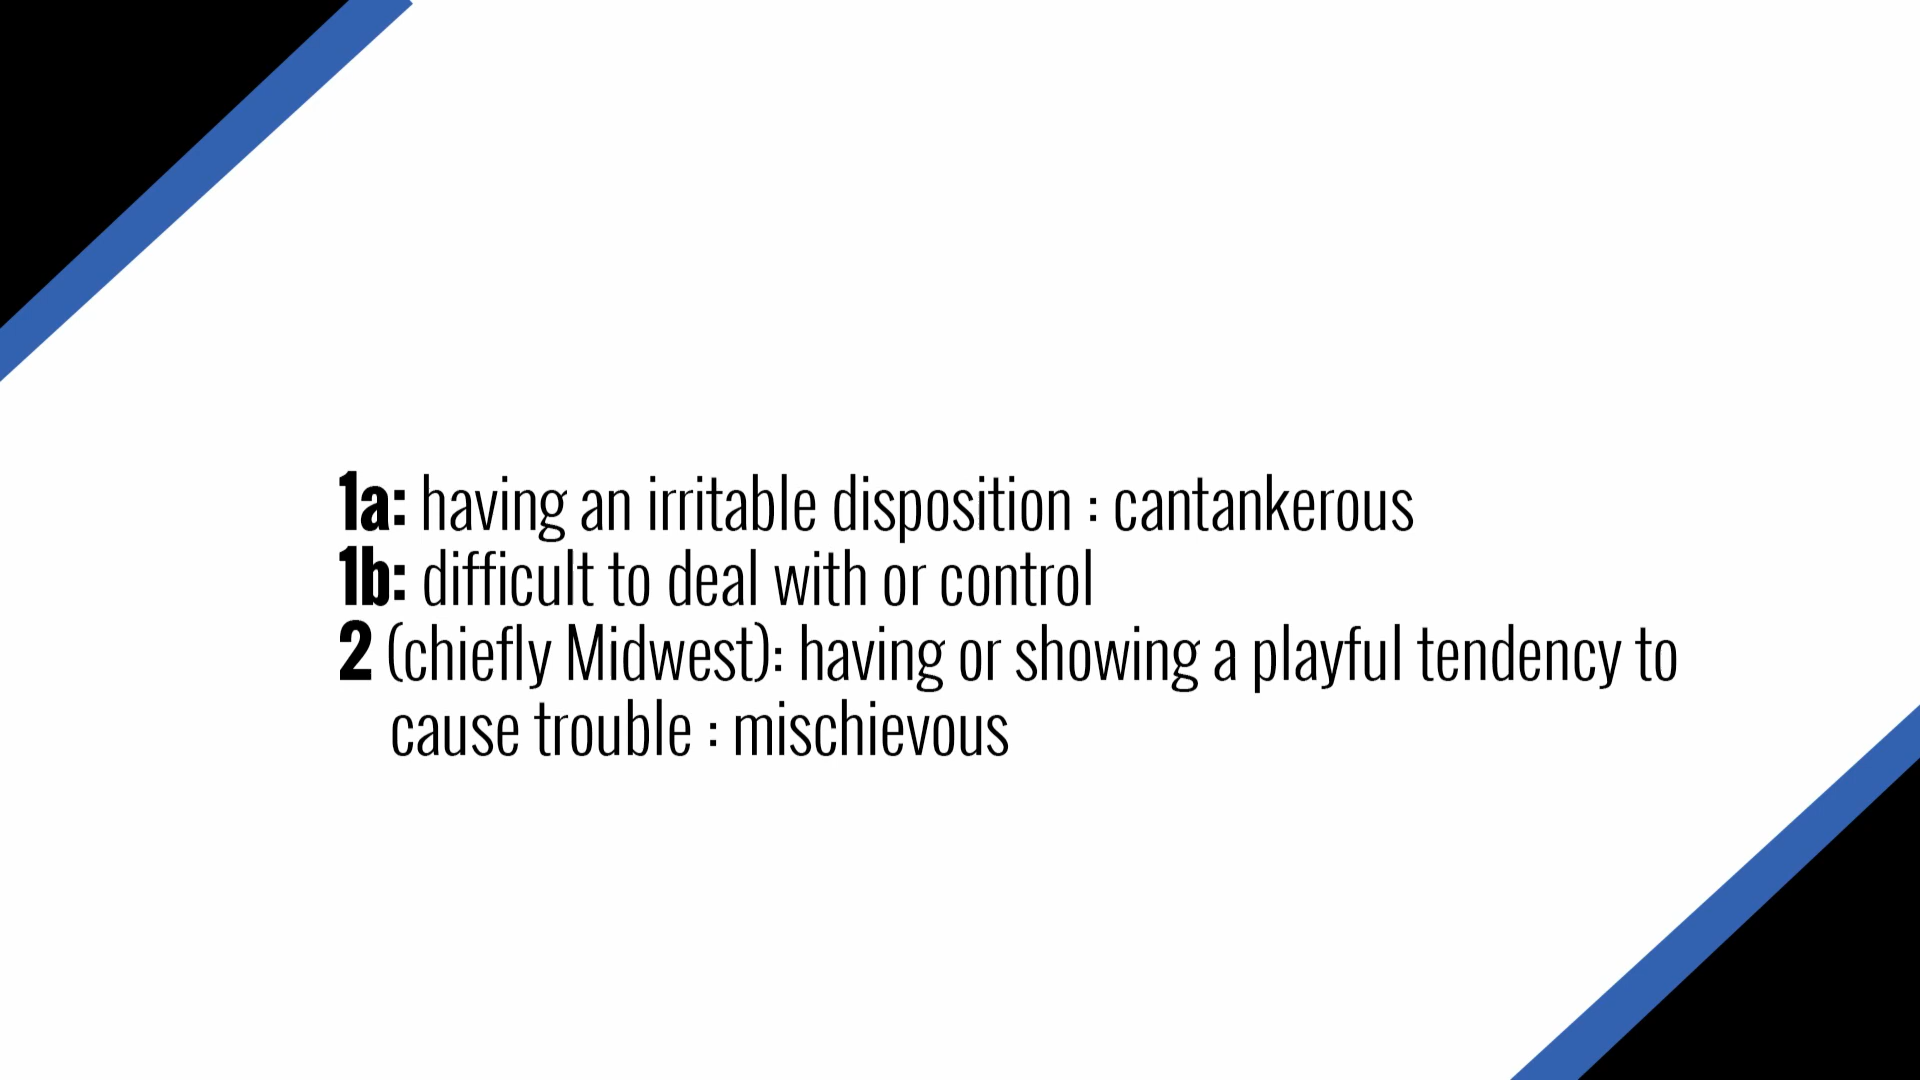 1a: having an irritable disposition : cantankerous
1b: difficult to deal with or control
2 (chiefly Midwest): having or showing a playful tendency to
cause trouble : mischievous